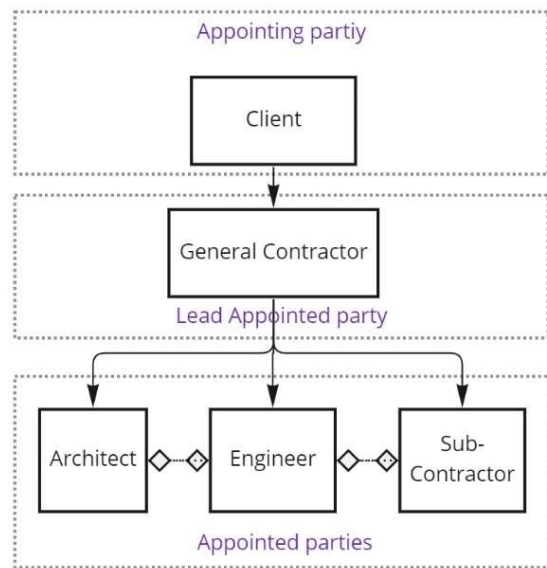 Appointing partiy
Client
General Contractor
Lead Appointed party
Architect
Engineer
Sub-
Contractor
Appointed parties